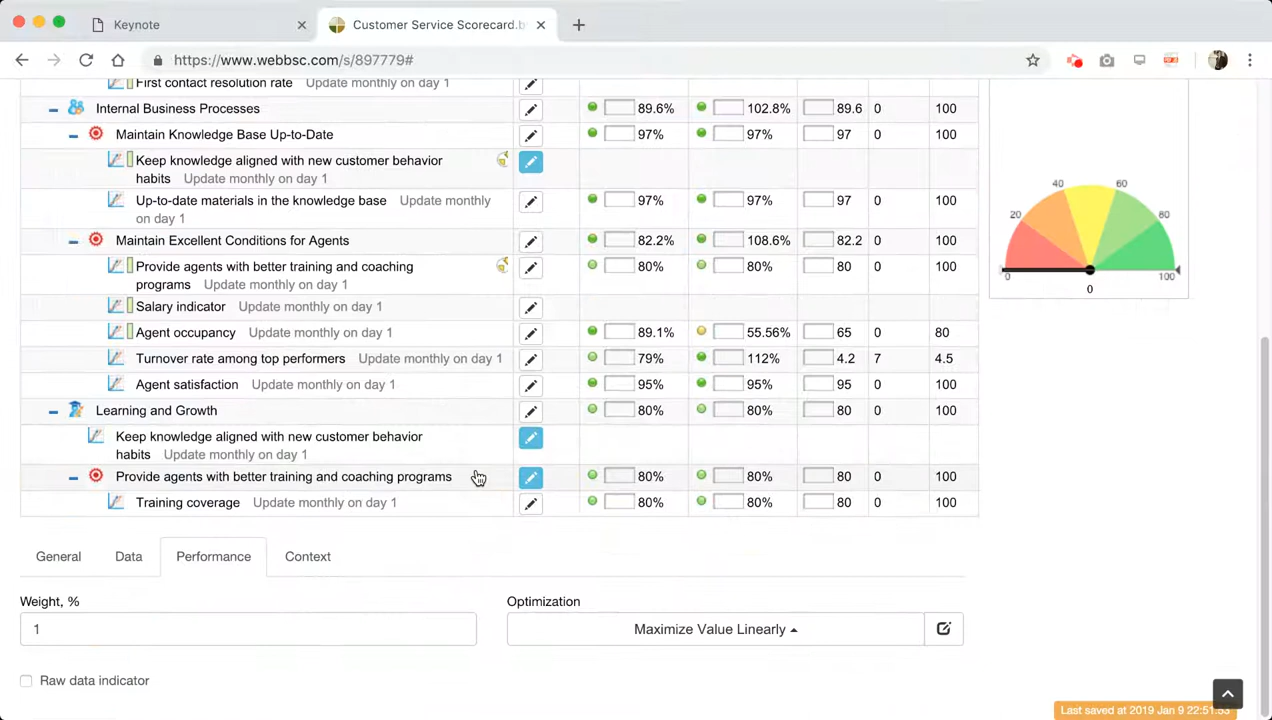 Keynote
Customer Service Scorecard.b
https://www.webbsc.com/s/897779#
First contact resolution rate Update monthly on day 1
Internal Business Processes 89.6% 102.8% 89.6 0 100
Maintain Knowledge Base Up-to-Date 97% 97% 97 0 100
Keep knowledge aligned with new customer behavior
habits Update monthly on day 1
Up-to-date materials in the knowledge base Update monthly 97% 97% 97 0 100
on day 1
Maintain Excellent Conditions for Agents 82.2% 108.6% 82.2 0 100
Provide agents with better training and coaching 80% 80% 80 0 100
programs Update monthly on day 1
Salary indicator Update monthly on day 1
Agent occupancy Update monthly on day 1 89.1% 55.56% 65 0 80
Turnover rate among top performers Update monthly on day 1 79% 112% 4.2 7 4.5
Agent satisfaction Update monthly on day 1 95% 95% 95 0 100
Learning and Growth 80% 80% 80 0 100
Keep knowledge aligned with new customer behavior
habits Update monthly on day 1
Provide agents with better training and coaching programs 80% 80% 80 0 100
Training coverage Update monthly on day 1 80% 80% 80 0 100
40 60
20 80
0 100
0
General Data Performance Context
Weight, % Optimization
1 Maximize Value Linearly
Raw data indicator
Last saved at 2019 Jan 9 22:51:53